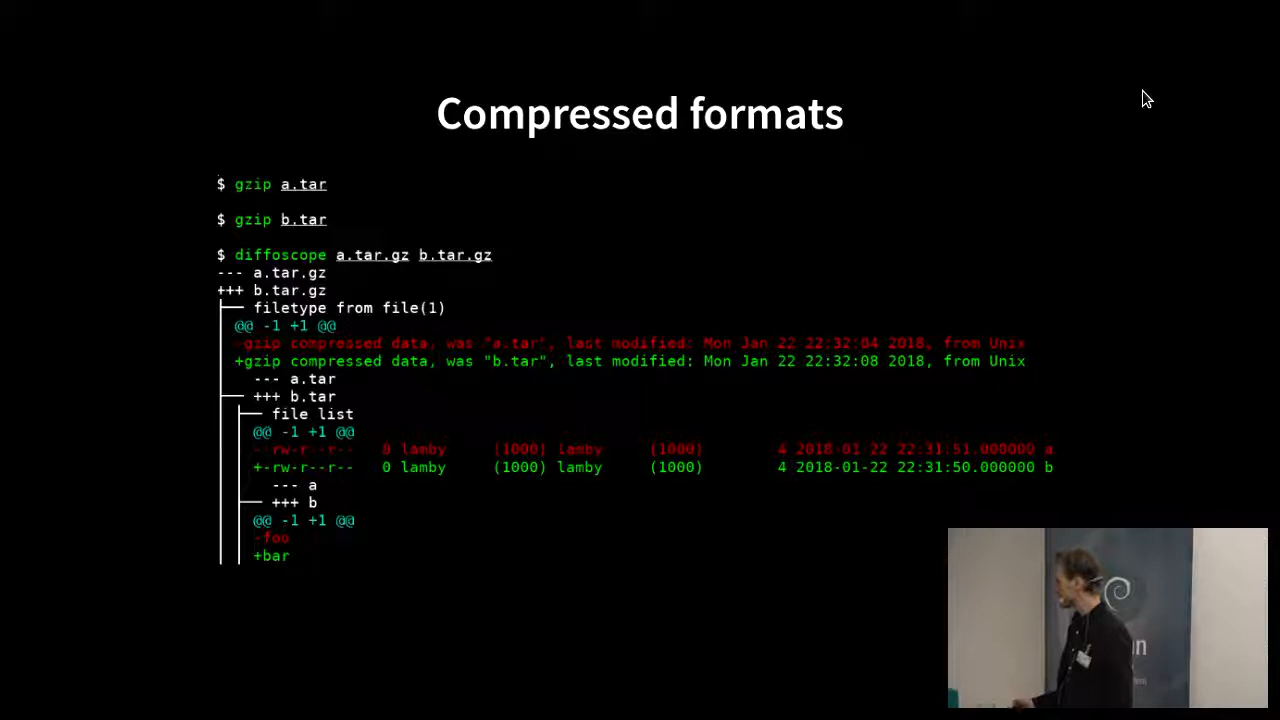 Compressed formats
$ gzip a.tar
$ gzip b.tar
$ diffoscope a.tar.gz b.tar.gz
--- a.tar.gz
+++ b.tar.gz
filetype from file(1)
@@ -1 +1 @@
-gzip compressed data, was "a.tar", last modified: Mon Jan 22 22:32:04 2018, from Unix
+gzip compressed data, was "b.tar", last modified: Mon Jan 22 22:32:08 2018, from Unix
--- a.tar
+++ b.tar
file list
@@ -1 +1 @@
--rw-r--r-- 0 lamby (1000) lamby (1000) 4 2018-01-22 22:31:51.000000 a
+-rw-r--r-- 0 lamby (1000) lamby (1000) 4 2018-01-22 22:31:50.000000 b
--- a
+++ b
@@ -1 +1 @@
-foo
+bar